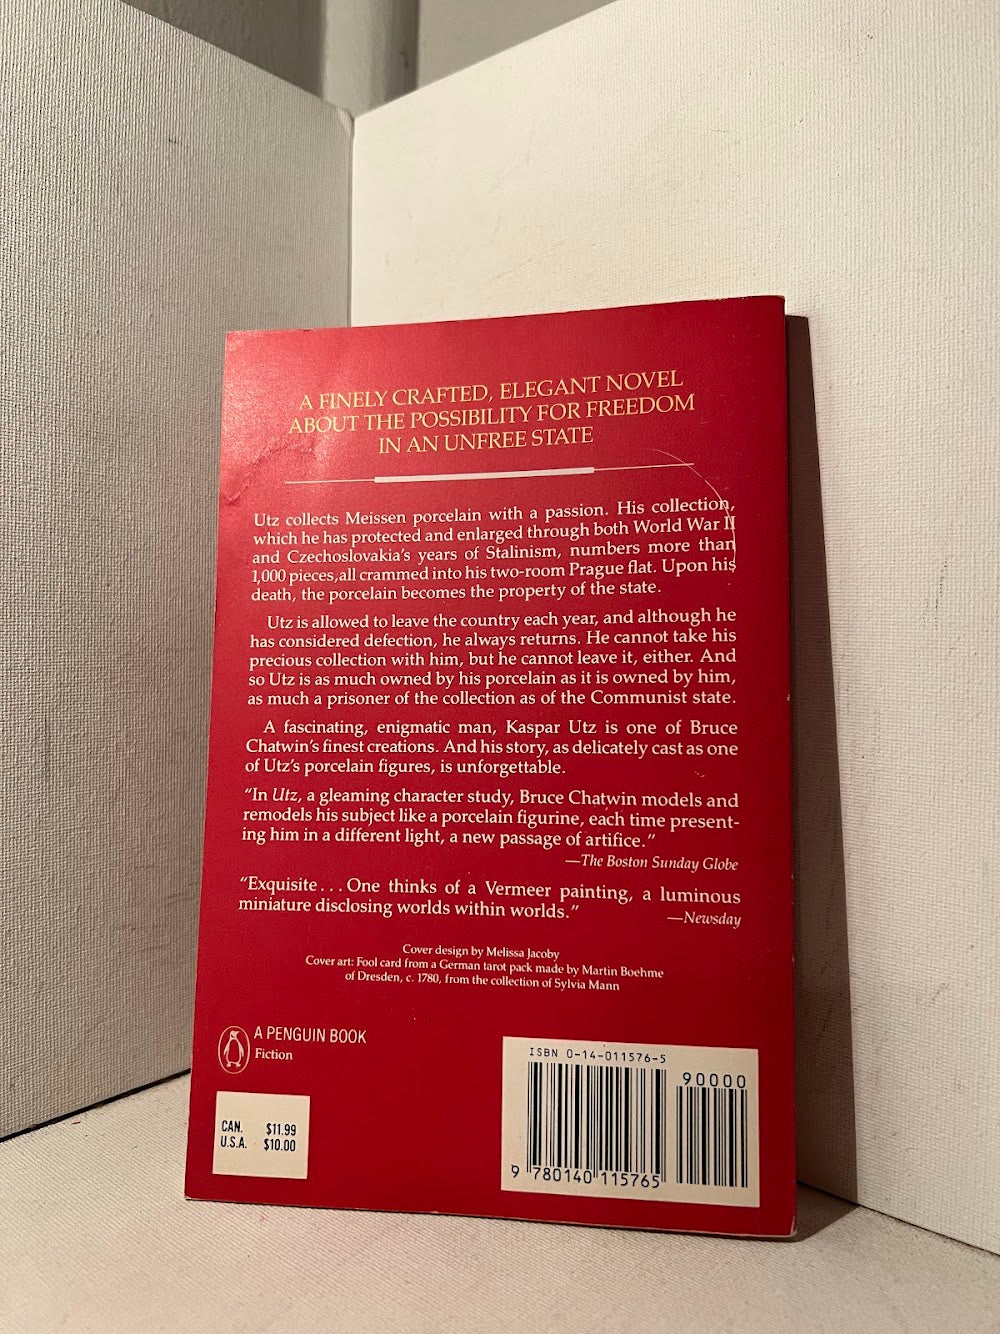 A FINELY CRAFTED, ELEGANT NOVEL
ABOUT THE POSSIBILITY FOR FREEDOM
IN AN UNFREE STATE
Utz collects Meissen porcelain with a passion. His collection,
which he has protected and enlarged through both World War II
and Czechoslovakia's years of Stalinism, numbers more than
1,000 pieces, all crammed into his two-room Prague flat. Upon his
death, the porcelain becomes the property of the state.
Utz is allowed to leave the country each year, and although he
has considered defection, he always returns. He cannot take his
precious collection with him, but he cannot leave it, either. And
so Utz is as much owned by his porcelain as it is owned by him,
as much a prisoner of the collection as of the Communist state.
A fascinating, enigmatic man, Kaspar Utz is one of Bruce
Chatwin's finest creations. And his story, as delicately cast as one
of Utz's porcelain figures, is unforgettable.
"In Utz, a gleaming character study, Bruce Chatwin models and
remodels his subject like a porcelain figurine, each time present-
ing him in a different light, a new passage of artifice."
—The Boston Sunday Globe
"Exquisite . . . One thinks of a Vermeer painting, a luminous
miniature disclosing worlds within worlds." —Newsday
Cover design by Melissa Jacoby
Cover art: Fool card from a German tarot pack made by Martin Boehme
of Dresden, c. 1780, from the collection of Sylvia Mann
A PENGUIN BOOK
Fiction
CAN. $11.99
U.S.A. $10.00
ISBN 0-14-011576-5
90000
9 780140 115765